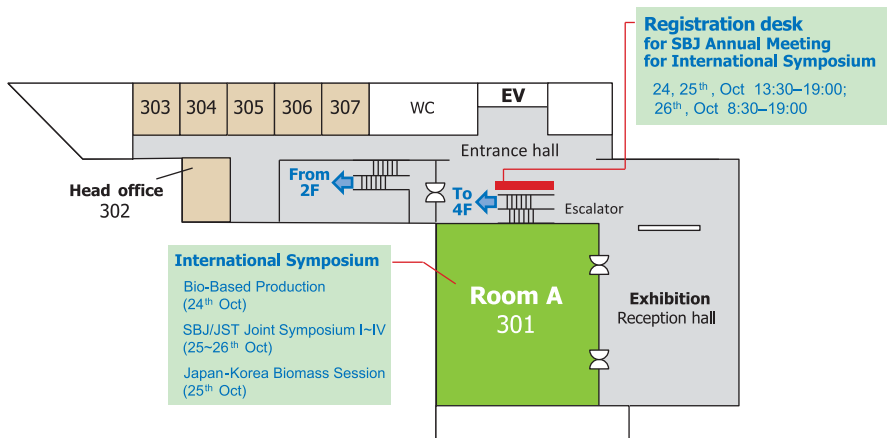 Registration desk
for SBJ Annual Meeting
for International Symposium
24, 25th , Oct 13:30–19:00;
26th , Oct 8:30–19:00
303
304
305
306
307
WC
EV
Entrance hall
From
2F
To
4F
Escalator
Head office
302
International Symposium
Bio-Based Production
(24th Oct)
SBJ/JST Joint Symposium I~IV
(25~26th Oct)
Japan-Korea Biomass Session
(25th Oct)
Room A
301
Exhibition
Reception hall